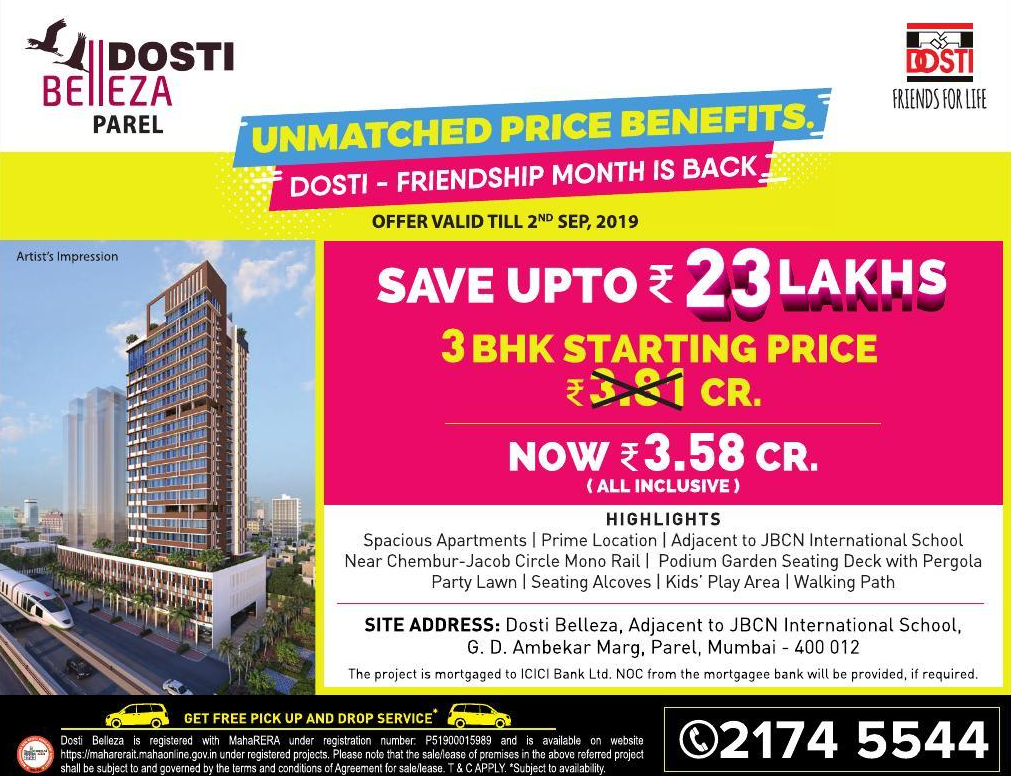 DOSTI
BELLEZA
PAREL
DOSTI
FRIENDS FOR LIFE
UNMATCHED PRICE BENEFITS.
DOSTI - FRIENDSHIP MONTH IS BACK
OFFER VALID TILL 2ND SEP, 2019
Artist's Impression
SAVE UPTO ₹ 23 LAKHS
3 BHK STARTING PRICE
₹ 3.81 CR.
NOW ₹ 3.58 CR.
( ALL INCLUSIVE )
HIGHLIGHTS
Spacious Apartments | Prime Location | Adjacent to JBCN International School
Near Chembur-Jacob Circle Mono Rail | Podium Garden Seating Deck with Pergola
Party Lawn | Seating Alcoves | Kids' Play Area | Walking Path
SITE ADDRESS: Dosti Belleza, Adjacent to JBCN International School,
G. D. Ambekar Marg, Parel, Mumbai - 400 012
The project is mortgaged to ICICI Bank Ltd. NOC from the mortgagee bank will be provided, if required.
GET FREE PICK UP AND DROP SERVICE*
Dosti Belleza is registered with MahaRERA under registration number: P51900015989 and is available on website
https://maharerait.mahaonline.gov.in under registered projects. Please note that the sale/lease of premises in the above referred project
shall be subject to and governed by the terms and conditions of Agreement for sale/lease. T & C APPLY. *Subject to availability.
2174 5544